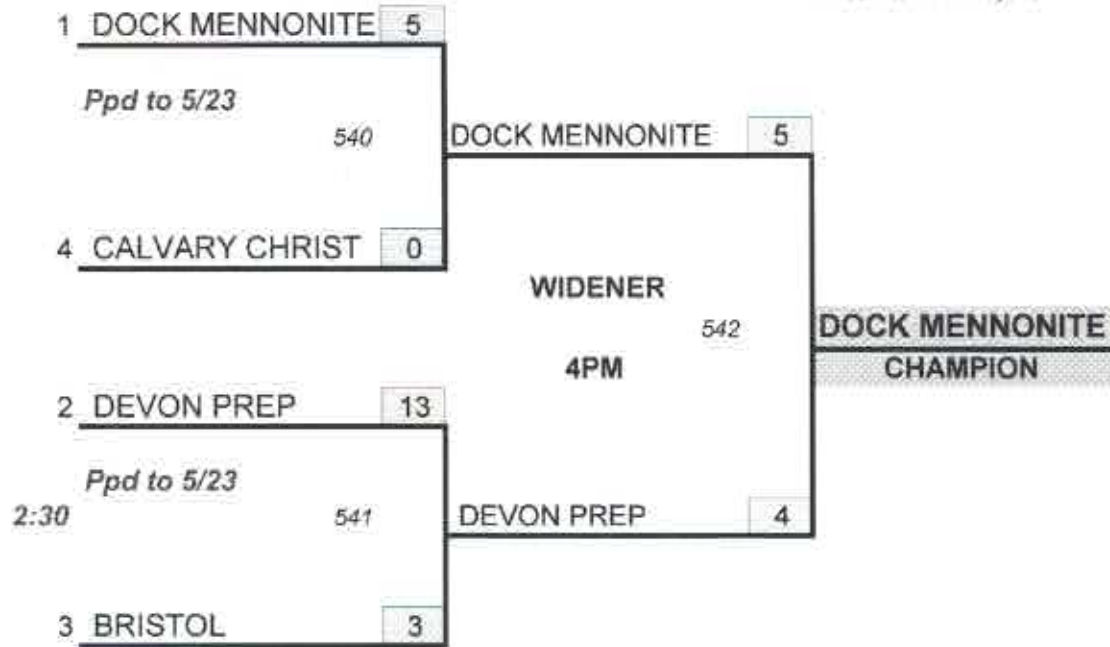 1 DOCK MENNONITE 5
Ppd to 5/23
540
DOCK MENNONITE 5
4 CALVARY CHRIST 0
WIDENER
542
DOCK MENNONITE
4PM
CHAMPION
2 DEVON PREP 13
Ppd to 5/23
2:30
541
DEVON PREP 4
3 BRISTOL 3